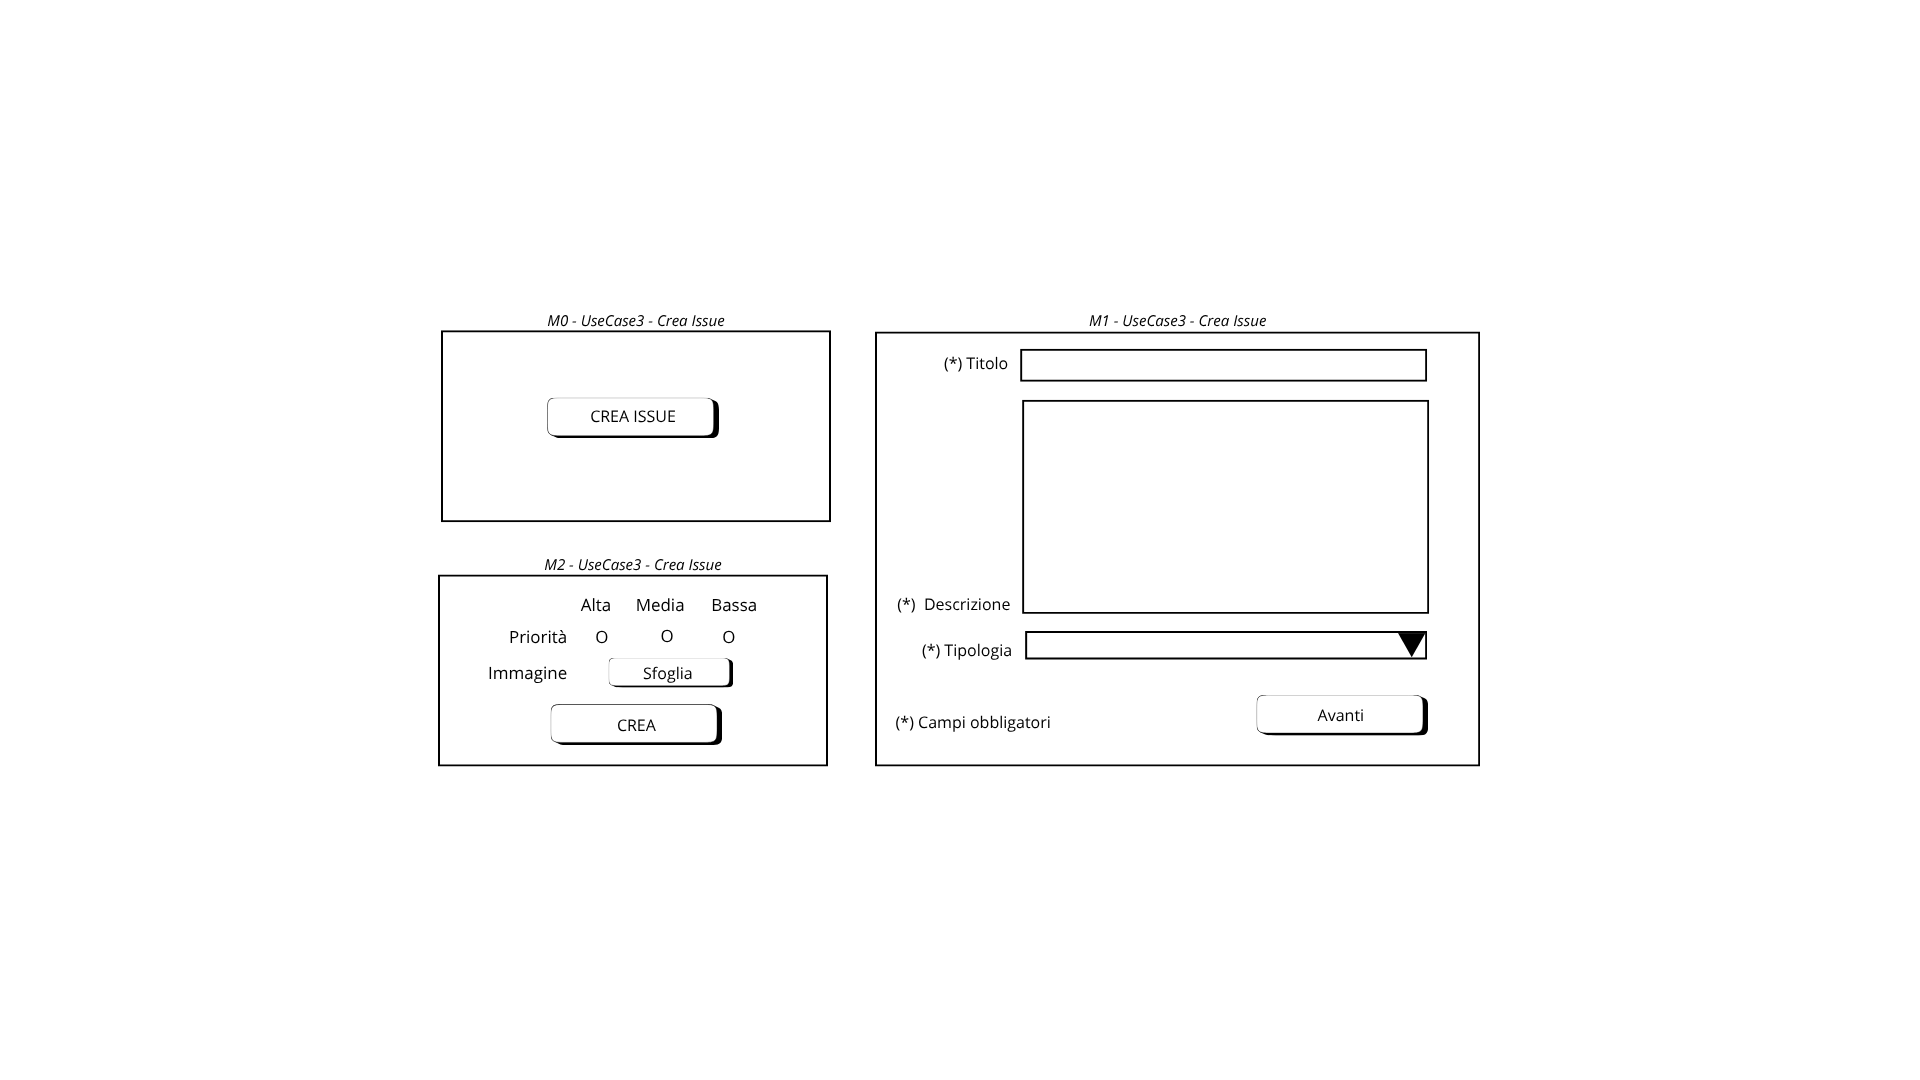 M0 - UseCase3 - Crea Issue
CREA ISSUE
M1 - UseCase3 - Crea Issue
(*) Titolo
(*) Descrizione
(*) Tipologia
(*) Campi obbligatori
Avanti
M2 - UseCase3 - Crea Issue
Alta Media Bassa
Priorità O O O
Immagine Sfoglia
CREA